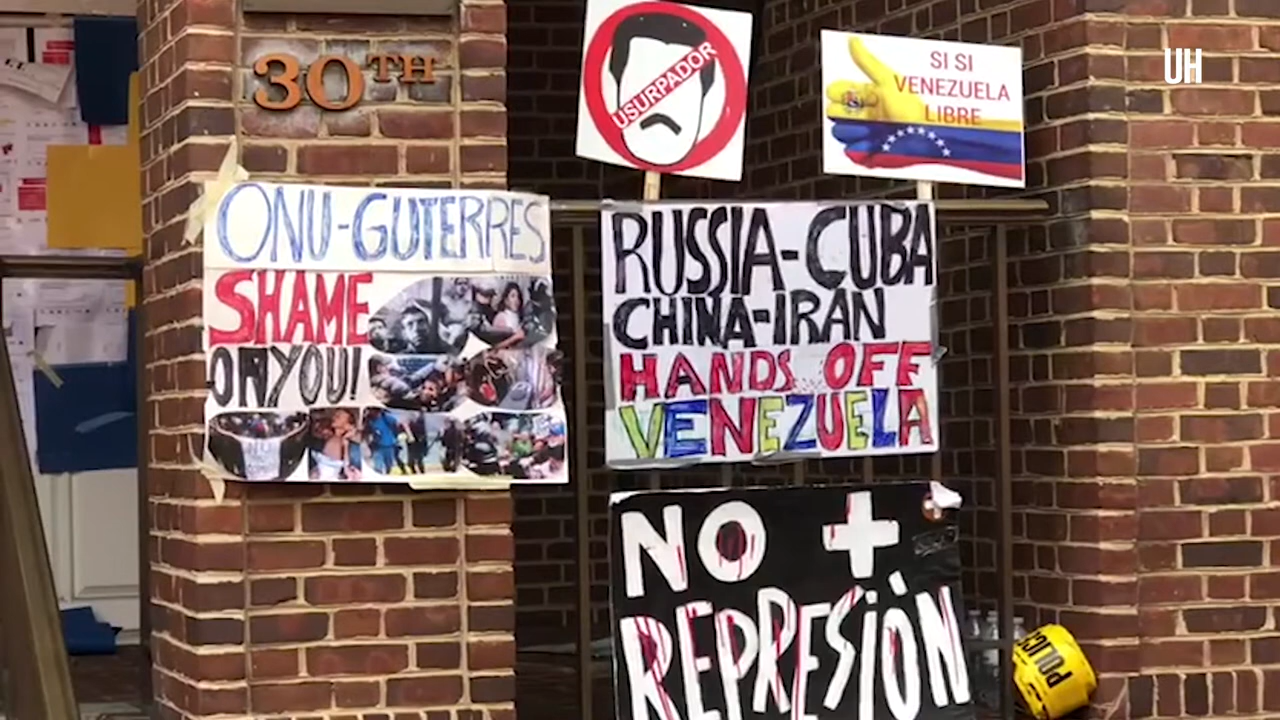 30TH
USURPADOR
SI SI
VENEZUELA
LIBRE
UH
ONU-GUTERRES
SHAME
ON YOU!
RUSSIA-CUBA
CHINA-IRAN
HANDS OFF
VENEZUELA
NO +
REPRESIÓN
POLICE